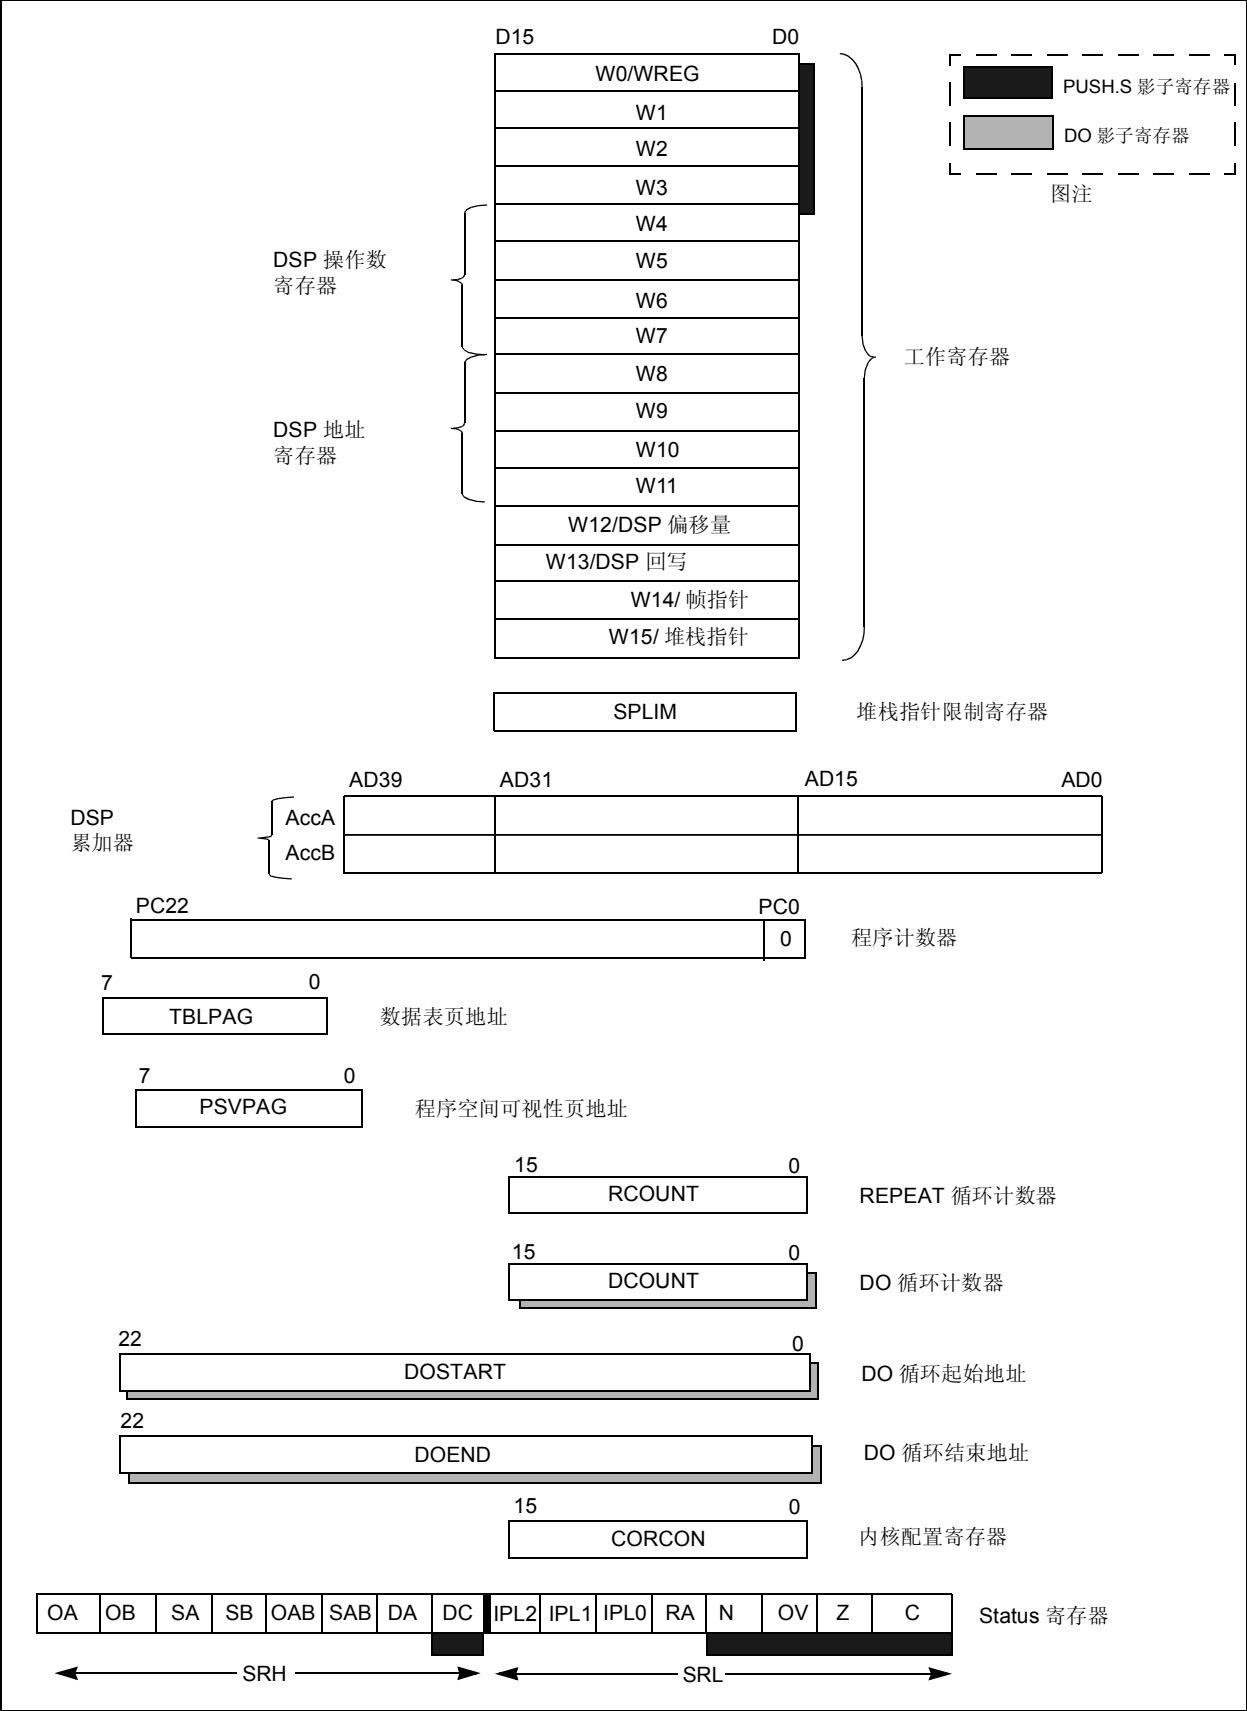 D15 D0
W0/WREG
W1
W2
W3
W4
W5
W6
W7
W8
W9
W10
W11
W12/DSP 偏移量
W13/DSP 回写
W14/ 帧指针
W15/ 堆栈指针
PUSH.S 影子寄存器
DO 影子寄存器
图注
DSP 操作数
寄存器
DSP 地址
寄存器
工作寄存器
SPLIM 堆栈指针限制寄存器
AD39 AD31 AD15 AD0
DSP
累加器
AccA
AccB
PC22 PC0
0 程序计数器
7 0
TBLPAG 数据表页地址
7 0
PSVPAG 程序空间可视性页地址
15 0
RCOUNT REPEAT 循环计数器
15 0
DCOUNT DO 循环计数器
22 0
DOSTART DO 循环起始地址
22
DOEND DO 循环结束地址
15 0
CORCON 内核配置寄存器
OA OB SA SB OAB SAB DA DC IPL2 IPL1 IPL0 RA N OV Z C Status 寄存器
SRH SRL